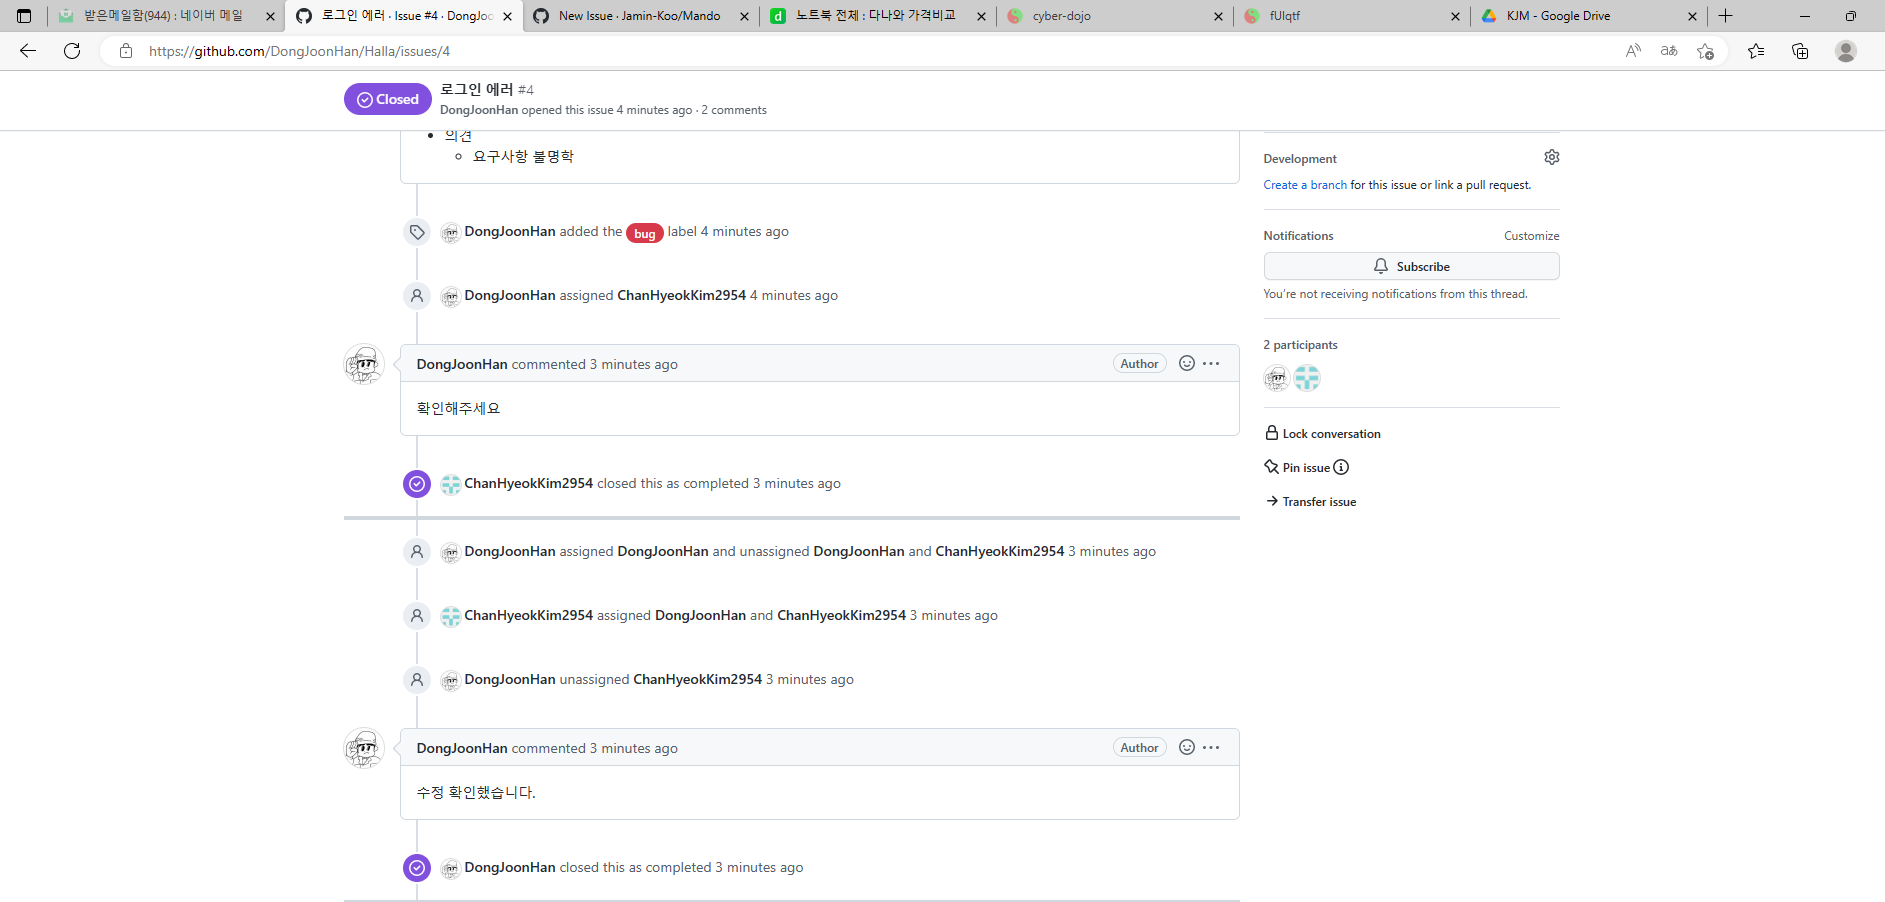 받은메일함(944) : 네이버 메일
로그인 에러 · Issue #4 · DongJoo
New Issue · Jamin-Koo/Mando
노트북 전체 : 다나와 가격비교
cyber-dojo
KJM - Google Drive
https://github.com/DongJoonHan/Halla/issues/4
Closed
로그인 에러 #4
DongJoonHan opened this issue 4 minutes ago · 2 comments
의견
요구사항 불명학
DongJoonHan added the bug label 4 minutes ago
DongJoonHan assigned ChanHyeokKim2954 4 minutes ago
DongJoonHan commented 3 minutes ago
Author
확인해주세요
ChanHyeokKim2954 closed this as completed 3 minutes ago
DongJoonHan assigned DongJoonHan and unassigned DongJoonHan and ChanHyeokKim2954 3 minutes ago
ChanHyeokKim2954 assigned DongJoonHan and ChanHyeokKim2954 3 minutes ago
DongJoonHan unassigned ChanHyeokKim2954 3 minutes ago
DongJoonHan commented 3 minutes ago
Author
수정 확인했습니다.
DongJoonHan closed this as completed 3 minutes ago
Development
Create a branch for this issue or link a pull request.
Notifications
Customize
Subscribe
You're not receiving notifications from this thread.
2 participants
Lock conversation
Pin issue
Transfer issue